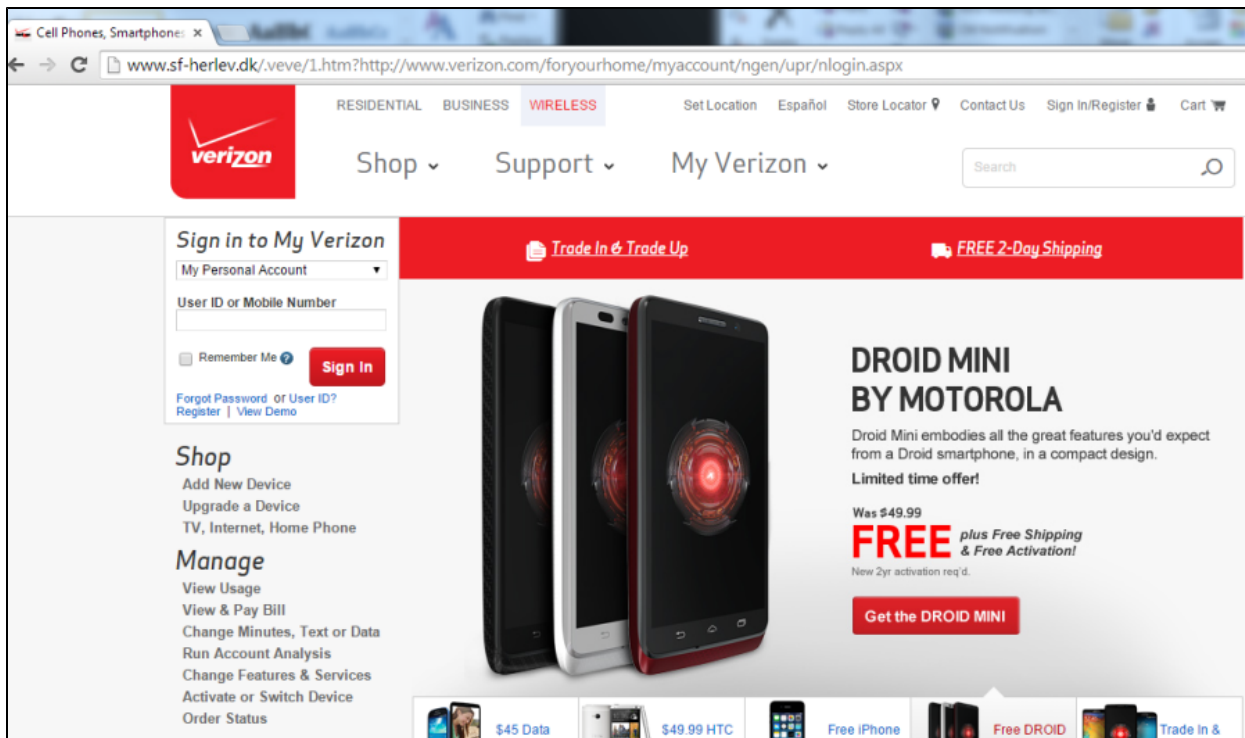 Cell Phones, Smartphone
www.sf-herlev.dk/.veve/1.htm?http://www.verizon.com/foryourhome/myaccount/ngen/upr/nlogin.aspx
RESIDENTIAL BUSINESS WIRELESS Set Location Español Store Locator Contact Us Sign In/Register Cart
verizon
Shop Support My Verizon
Search
Sign in to My Verizon
My Personal Account
User ID or Mobile Number
Remember Me ?
Sign In
Forgot Password or User ID?
Register | View Demo
Trade In & Trade Up FREE 2-Day Shipping
DROID MINI
BY MOTOROLA
Droid Mini embodies all the great features you'd expect
from a Droid smartphone, in a compact design.
Limited time offer!
Was $49.99
FREE plus Free Shipping
& Free Activation!
New 2yr activation req'd.
Get the DROID MINI
Shop
Add New Device
Upgrade a Device
TV, Internet, Home Phone
Manage
View Usage
View & Pay Bill
Change Minutes, Text or Data
Run Account Analysis
Change Features & Services
Activate or Switch Device
Order Status
$45 Data $49.99 HTC Free iPhone Free DROID Trade In &